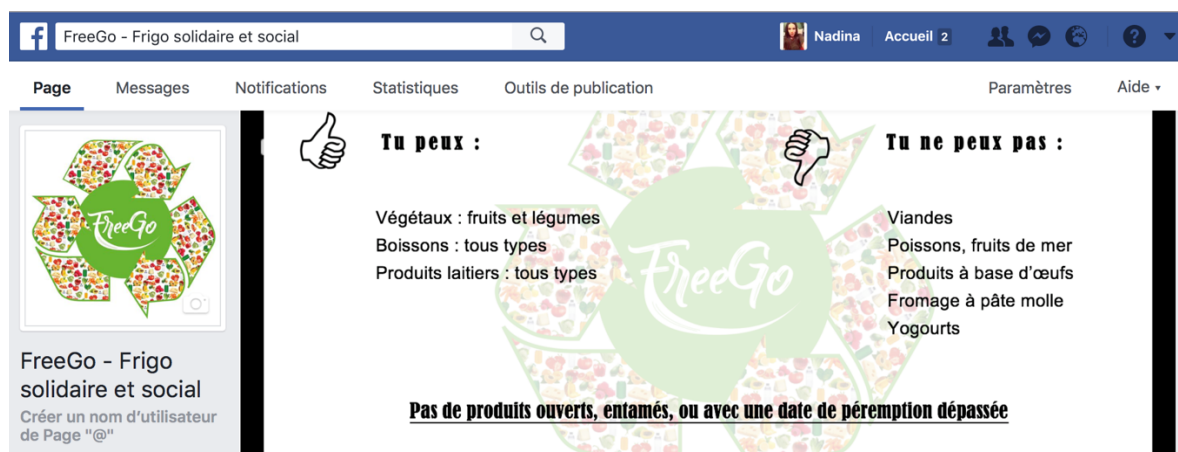 FreeGo - Frigo solidaire et social
Nadina
Accueil 2
Page
Messages
Notifications
Statistiques
Outils de publication
Paramètres
Aide
FreeGo
FreeGo - Frigo
solidaire et social
Créer un nom d'utilisateur
de Page "@"
Tu peux :
Végétaux : fruits et légumes
Boissons : tous types
Produits laitiers : tous types
FreeGo
Tu ne peux pas :
Viandes
Poissons, fruits de mer
Produits à base d'œufs
Fromage à pâte molle
Yogourts
Pas de produits ouverts, entamés, ou avec une date de péremption dépassée